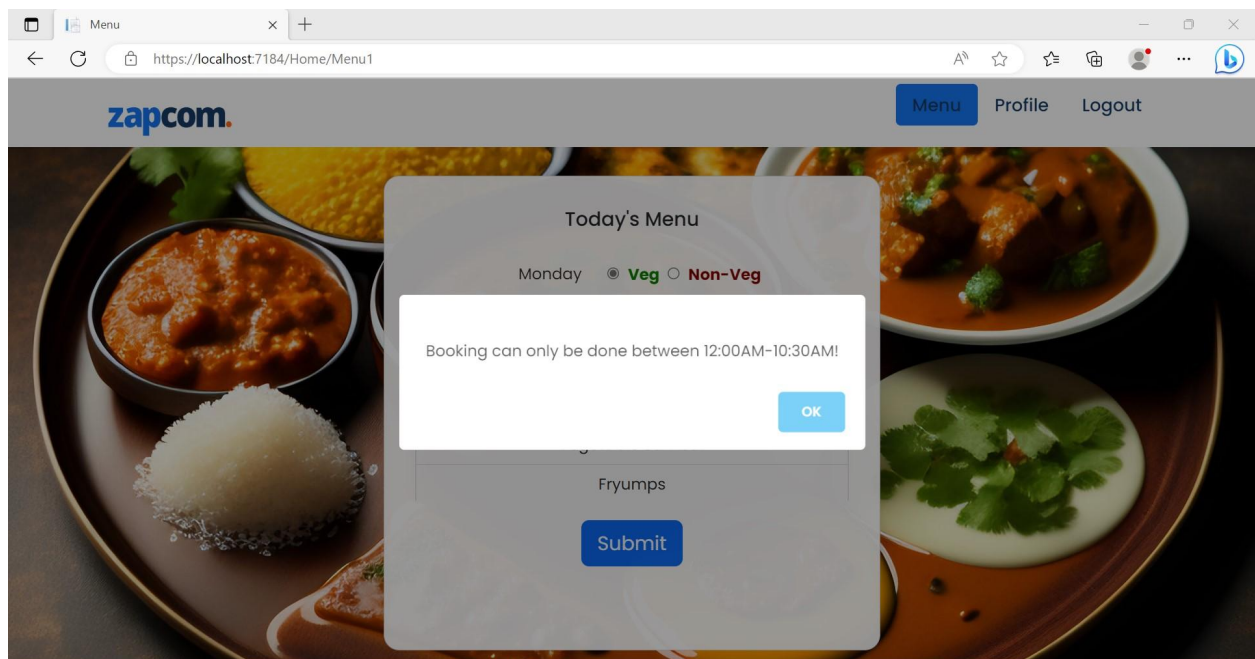 Menu
https://localhost:7184/Home/Menu1
zapcom.
Menu Profile Logout
Today's Menu
Monday Veg Non-Veg
Booking can only be done between 12:00AM-10:30AM!
OK
Fryumps
Submit